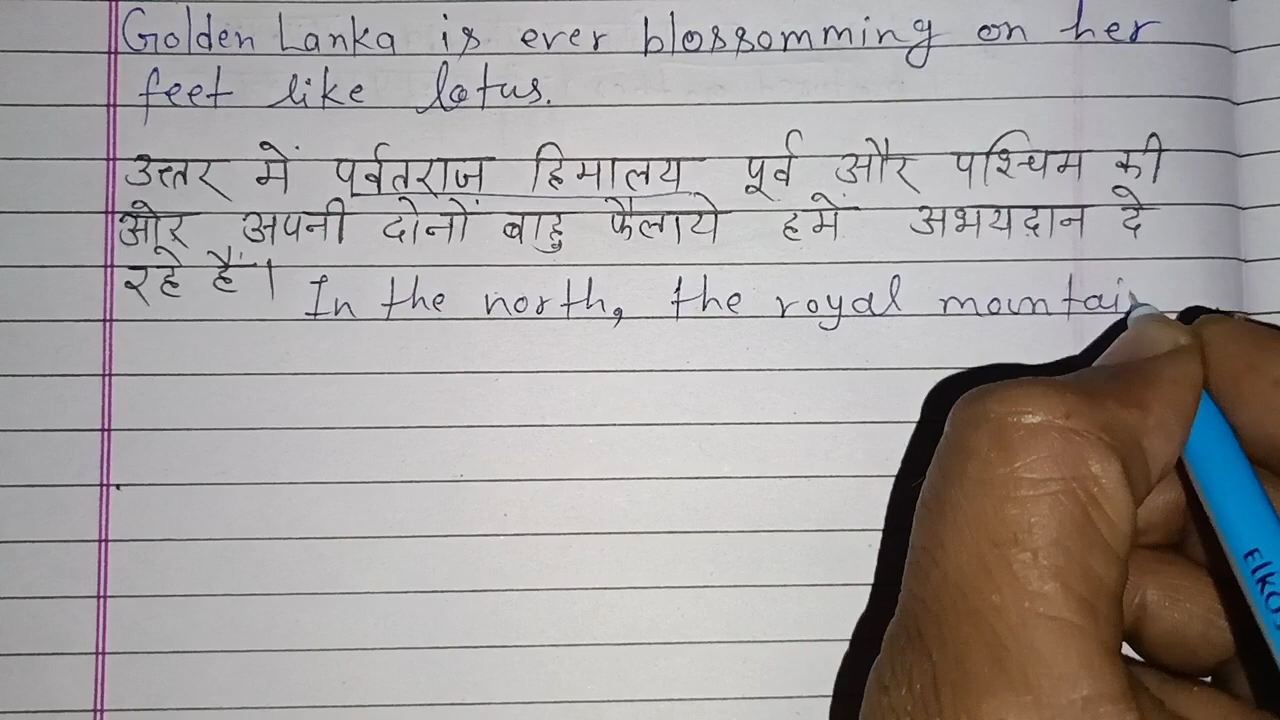 Golden Lanka is ever blossomming on her
feet like lotus.
उत्तर में पर्वतराज हिमालय पूर्व और पश्चिम की
ओर अपनी दोनों बाहु फैलाये हमें अभयदान दे
रहे हैं। In the north, the royal mountai
Elkos